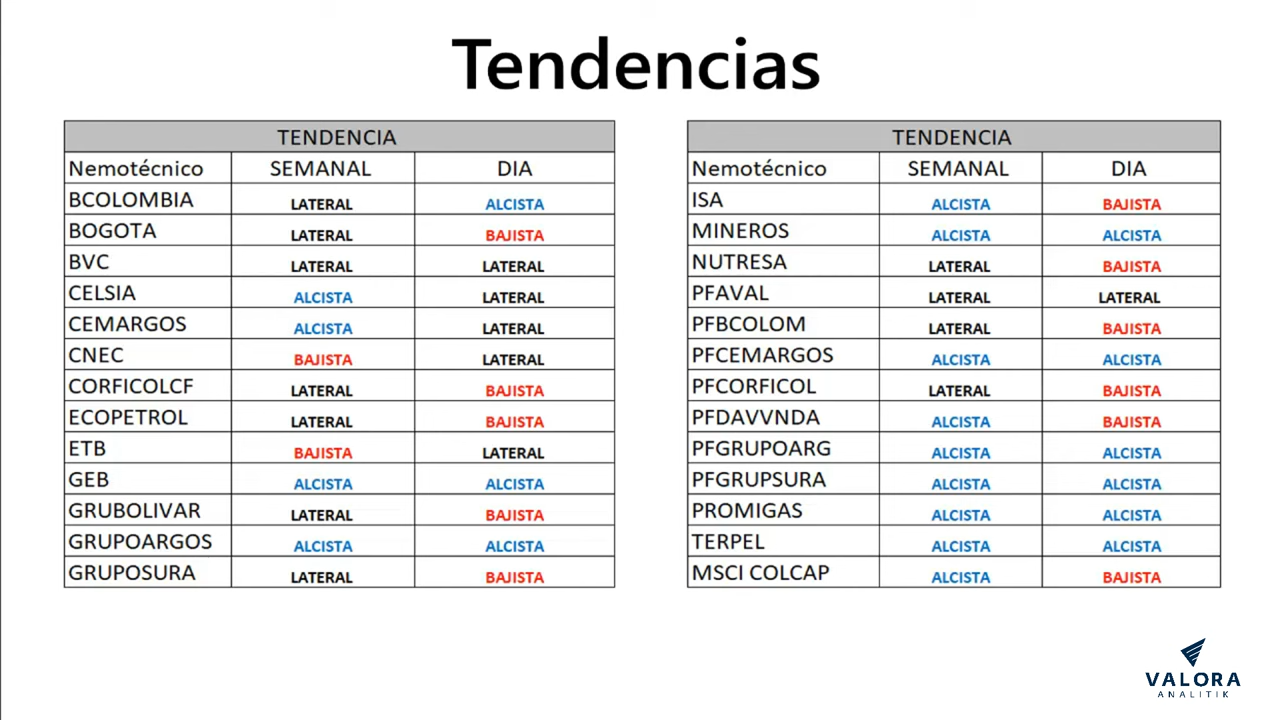 Tendencias
TENDENCIA
Nemotécnico SEMANAL DIA
BCOLOMBIA LATERAL ALCISTA
BOGOTA LATERAL BAJISTA
BVC LATERAL LATERAL
CELSIA ALCISTA LATERAL
CEMARGOS ALCISTA LATERAL
CNEC BAJISTA LATERAL
CORFICOLCF LATERAL BAJISTA
ECOPETROL LATERAL BAJISTA
ETB BAJISTA LATERAL
GEB ALCISTA ALCISTA
GRUBOLIVAR LATERAL BAJISTA
GRUPOARGOS ALCISTA ALCISTA
GRUPOSURA LATERAL BAJISTA
TENDENCIA
Nemotécnico SEMANAL DIA
ISA ALCISTA BAJISTA
MINEROS ALCISTA ALCISTA
NUTRESA LATERAL BAJISTA
PFAVAL LATERAL LATERAL
PFBCOLOM LATERAL BAJISTA
PFCEMARGOS ALCISTA ALCISTA
PFCORFICOL LATERAL BAJISTA
PFDAVVNDA ALCISTA BAJISTA
PFGRUPOARG ALCISTA ALCISTA
PFGRUPSURA ALCISTA ALCISTA
PROMIGAS ALCISTA ALCISTA
TERPEL ALCISTA ALCISTA
MSCI COLCAP ALCISTA BAJISTA
VALORA
ANALITIK